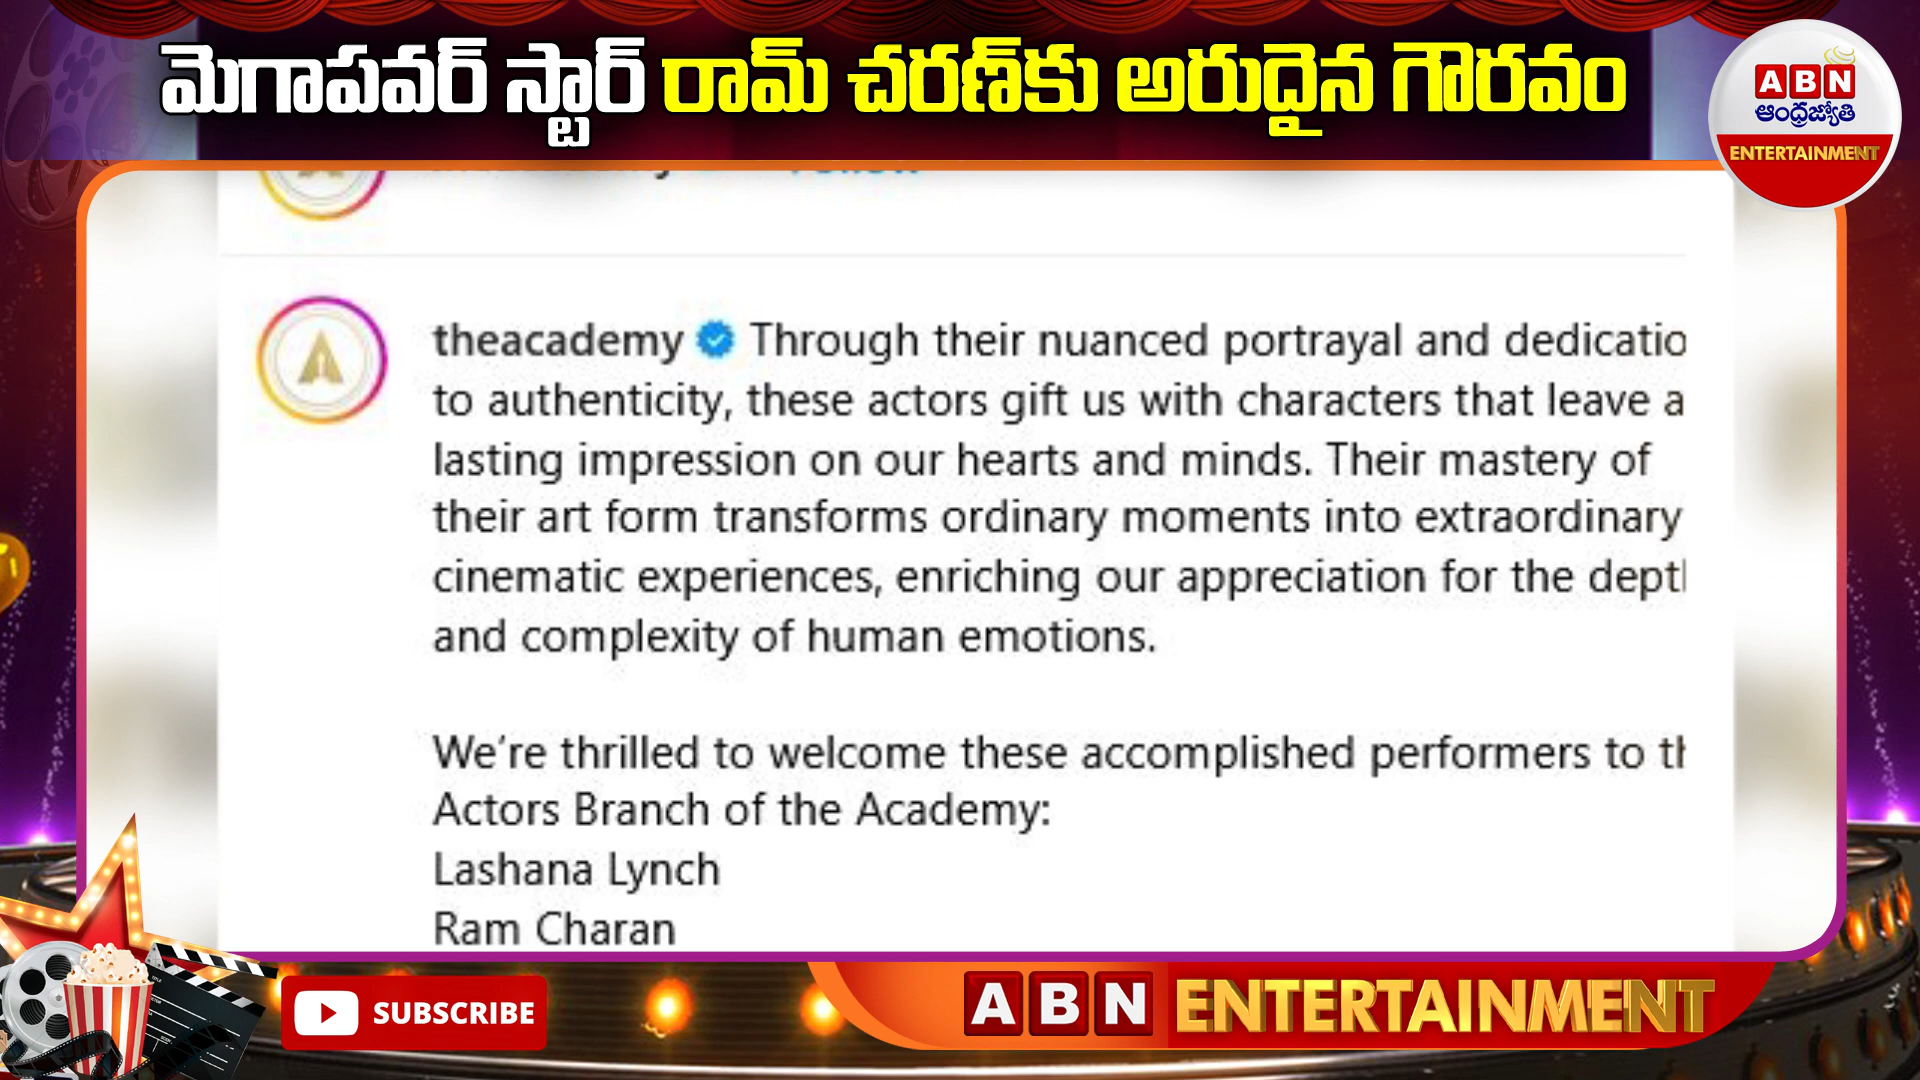 మెగాపవర్ స్టార్ రామ్ చరణ్‌కు అరుదైన గౌరవం
ABN
ఆంధ్రజ్యోతి
ENTERTAINMENT
theacademy Through their nuanced portrayal and dedicatio
to authenticity, these actors gift us with characters that leave a
lasting impression on our hearts and minds. Their mastery of
their art form transforms ordinary moments into extraordinary
cinematic experiences, enriching our appreciation for the dept
and complexity of human emotions.
We’re thrilled to welcome these accomplished performers to th
Actors Branch of the Academy:
Lashana Lynch
Ram Charan
SUBSCRIBE
ABN ENTERTAINMENT